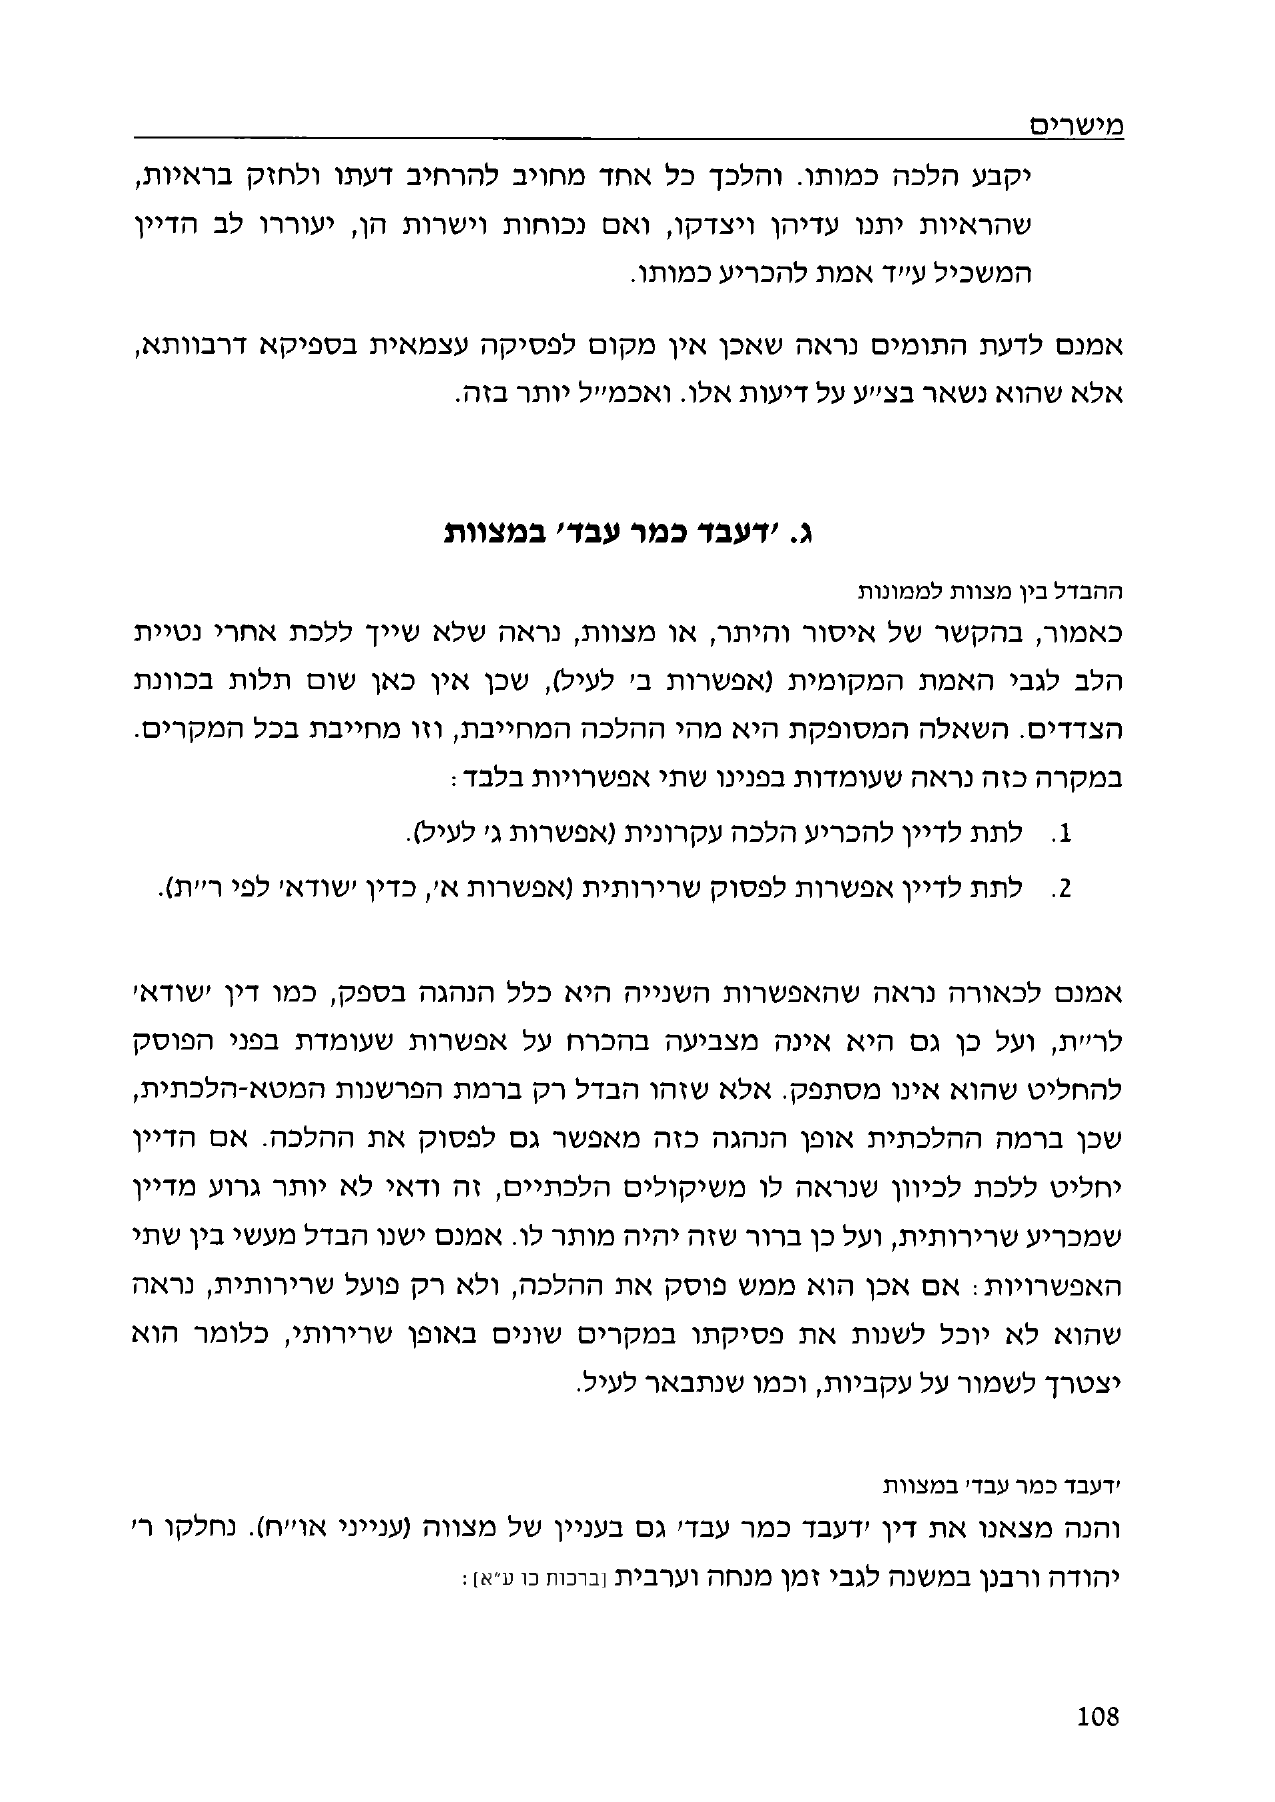 מישרים
יקבע הלכה כמותו. והלכך כל אחד מחויב להרחיב דעתו ולחזק בראיות,
שהראיות יתנו עדיהן ויצדקו, ואם נכוחות וישרות הן, יעוררו לב הדיין
המשכיל ע״ד אמת להכריע כמותו.
אמנם לדעת התומים נראה שאכן אין מקום לפסיקה עצמאית בספיקא דרבוותא,
אלא שהוא נשאר בצ״ע על דיעות אלו. ואכמ״ל יותר בזה.
ג. ׳דעבד כמר עבד׳ במצוות
ההבדל בין מצוות לממונות
כאמור, בהקשר של איסור והיתר, או מצוות, נראה שלא שייך ללכת אחרי נטיית
הלב לגבי האמת המקומית (אפשרות ב׳ לעיל), שכן אין כאן שום תלות בכוונת
הצדדים. השאלה המסופקת היא מהי ההלכה המחייבת, וזו מחייבת בכל המקרים.
במקרה כזה נראה שעומדות בפנינו שתי אפשרויות בלבד:
1. לתת לדיין להכריע הלכה עקרונית (אפשרות ג׳ לעיל).
2. לתת לדיין אפשרות לפסוק שרירותית (אפשרות א׳, כדין ׳שודא׳ לפי ר״ת).
אמנם לכאורה נראה שהאפשרות השנייה היא כלל הנהגה בספק, כמו דין ׳שודא׳
לר״ת, ועל כן גם היא אינה מצביעה בהכרח על אפשרות שעומדת בפני הפוסק
להחליט שהוא אינו מסתפק. אלא שזהו הבדל רק ברמת הפרשנות המטא-הלכתית,
שכן ברמה ההלכתית אופן הנהגה כזה מאפשר גם לפסוק את ההלכה. אם הדיין
יחליט ללכת לכיוון שנראה לו משיקולים הלכתיים, זה ודאי לא יותר גרוע מדיין
שמכריע שרירותית, ועל כן ברור שזה יהיה מותר לו. אמנם ישנו הבדל מעשי בין שתי
האפשרויות: אם אכן הוא ממש פוסק את ההלכה, ולא רק פועל שרירותית, נראה
שהוא לא יוכל לשנות את פסיקתו במקרים שונים באופן שרירותי, כלומר הוא
יצטרך לשמור על עקביות, וכמו שנתבאר לעיל.
׳דעבד כמר עבד׳ במצוות
והנה מצאנו את דין ׳דעבד כמר עבד׳ גם בעניין של מצווה (ענייני או״ח). נחלקו ר׳
יהודה ורבנן במשנה לגבי זמן מנחה וערבית [ברכות כו ע״א]:
108